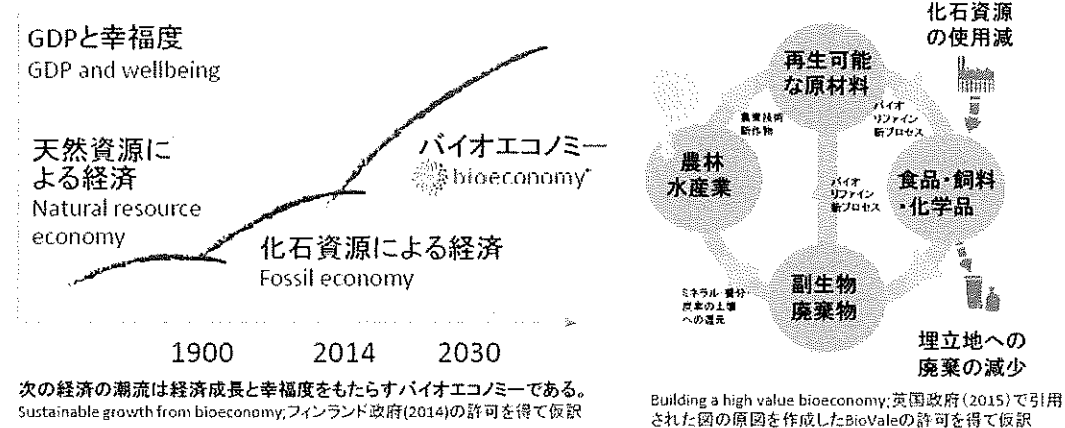 GDPと幸福度
GDP and wellbeing
天然資源に
よる経済
Natural resource
economy
バイオエコノミー
bioeconomy
化石資源による経済
Fossil economy
1900
2014
2030
次の経済の潮流は経済成長と幸福度をもたらすバイオエコノミーである。
Sustainable growth from bioeconomy;フィンランド政府(2014)の許可を得て仮訳
化石資源
の使用減
再生可能
な原材料
農業技術
新作物
バイオ
リファイン
新プロセス
農林
水産業
バイオ
リファイン
新プロセス
食品・飼料
・化学品
ミネラル・養分・
炭素の土壌
への還元
副生物
廃棄物
埋立地への
廃棄の減少
Building a high value bioeconomy;英国政府(2015)で引用
された図の原図を作成したBioValeの許可を得て仮訳